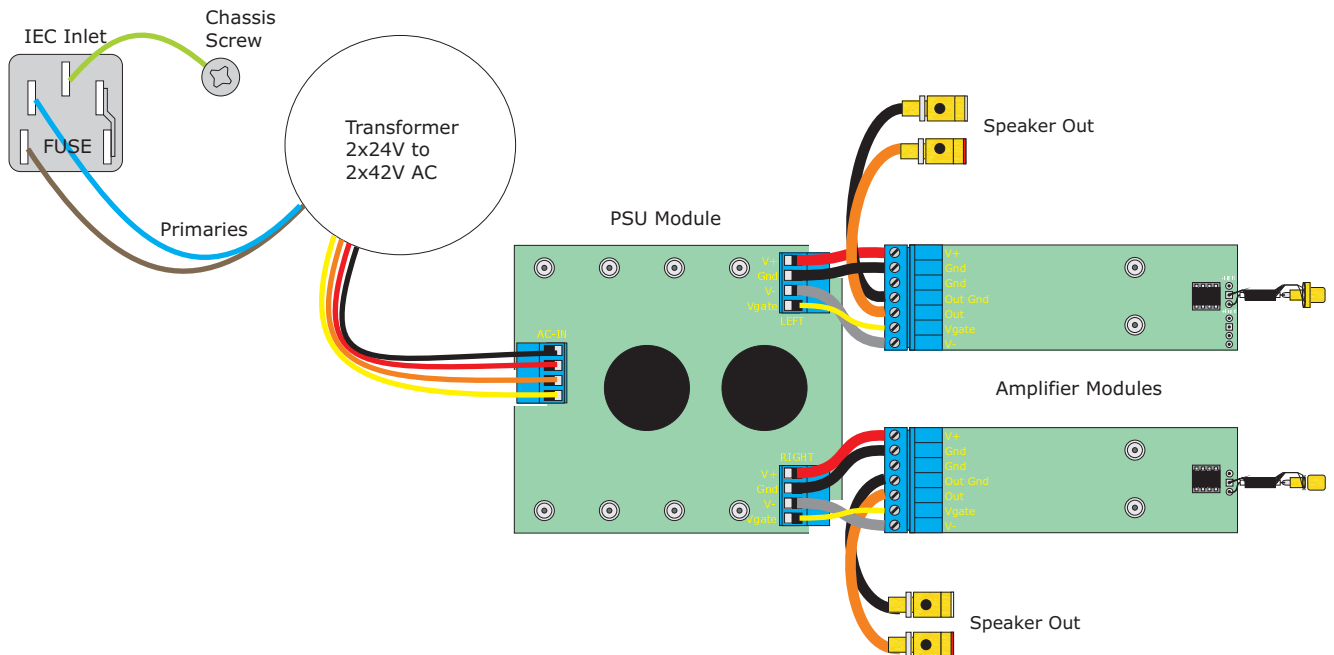 Chassis
Screw
IEC Inlet
FUSE
Transformer
2x24V to
2x42V AC
Primaries
Speaker Out
PSU Module
V+
Gnd
V-
Vgate
LEFT
AC-IN
V+
Gnd
Gnd
Out Gnd
Out
Vgate
V-
Amplifier Modules
RIGHT
V+
Gnd
V-
Vgate
V+
Gnd
Gnd
Out Gnd
Out
Vgate
V-
Speaker Out